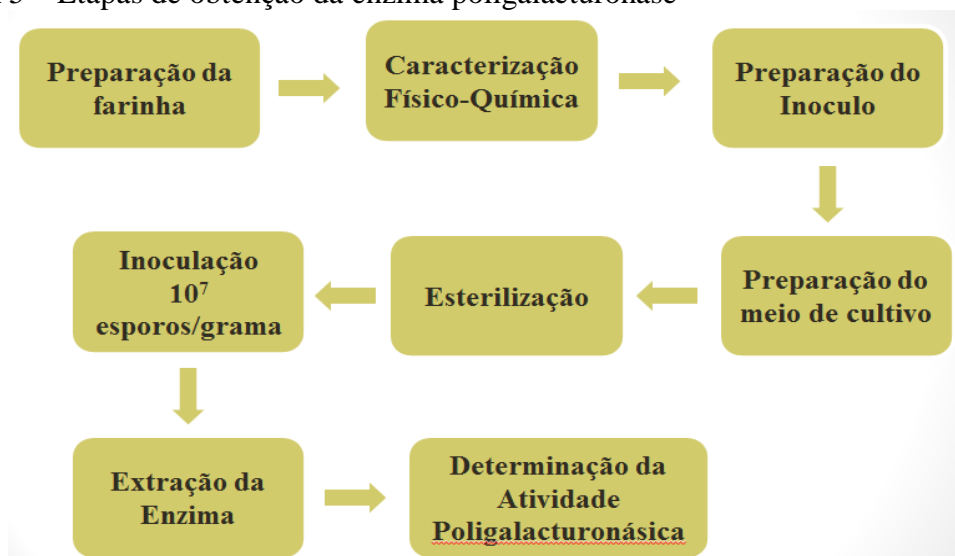 Etapas de obtenção da enzima poligalacturonase
Preparação da
farinha
Caracterização
Físico-Química
Preparação do
Inoculo
Preparação do
meio de cultivo
Esterilização
Inoculação
10⁷
esporos/grama
Extração da
Enzima
Determinação da
Atividade
Poligalacturonásica